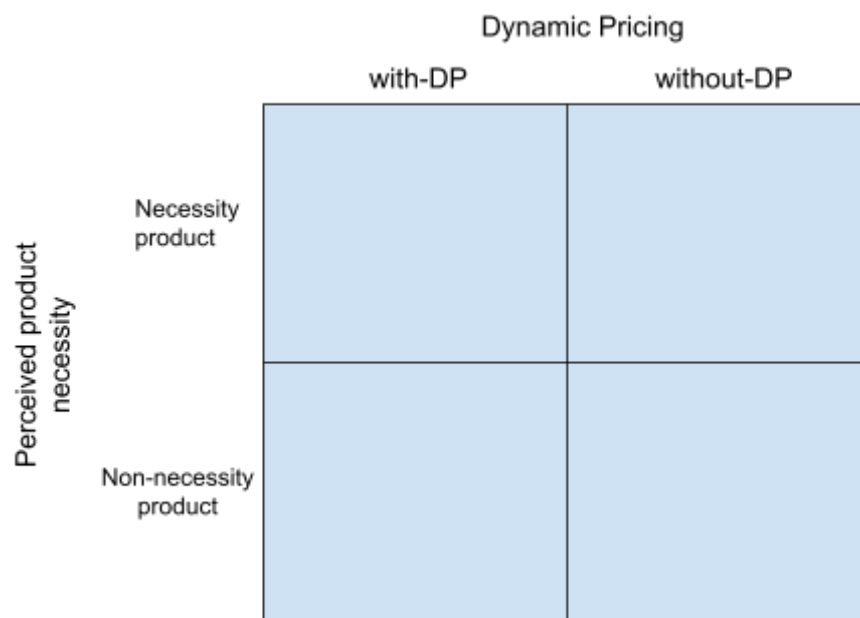 Dynamic Pricing
with-DP
without-DP
Necessity
product
Perceived product
necessity
Non-necessity
product